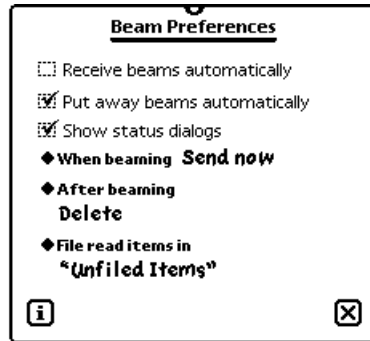 Beam Preferences
Receive beams automatically
Put away beams automatically
Show status dialogs
◆When beaming Send now
◆After beaming
Delete
◆File read items in
“Unfiled Items”
i